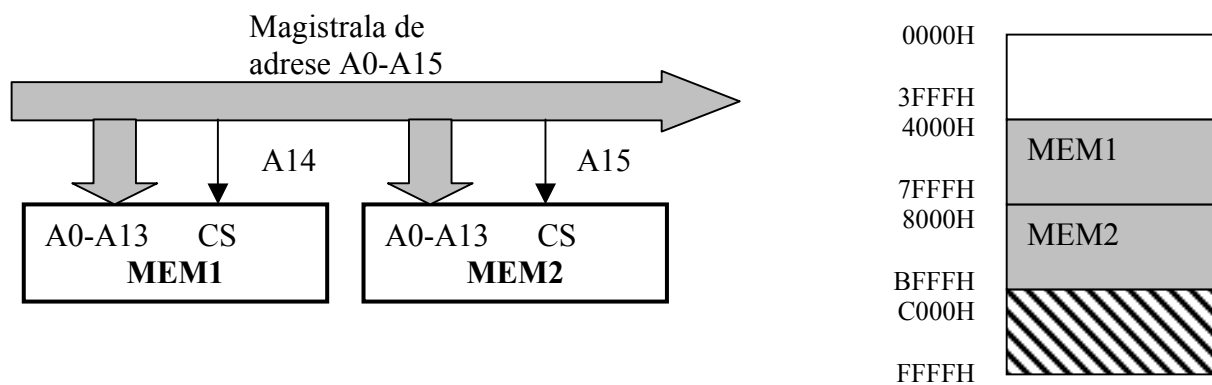 Magistrala de
adrese A0-A15
A14
A15
A0-A13 CS
MEM1
A0-A13 CS
MEM2
0000H
3FFFH
4000H
MEM1
7FFFH
8000H
MEM2
BFFFH
C000H
FFFFH